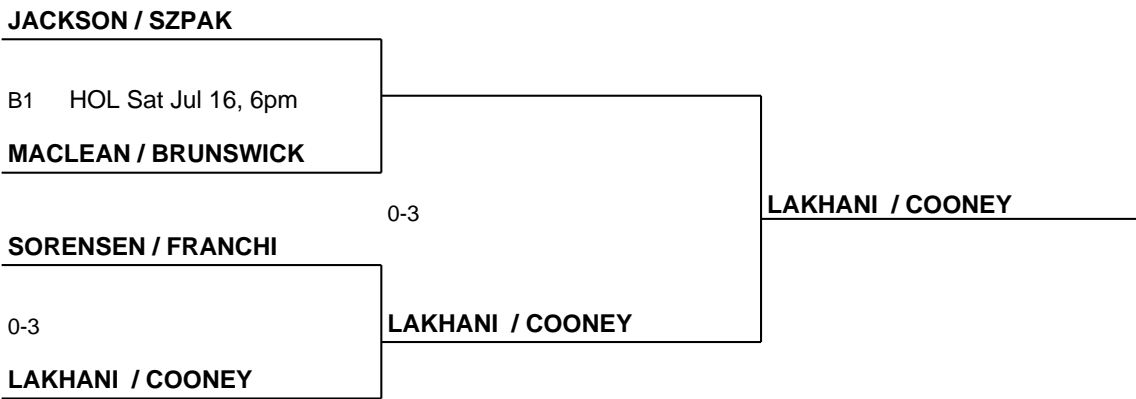 JACKSON / SZPAK
B1 HOL Sat Jul 16, 6pm
MACLEAN / BRUNSWICK
0-3
LAKHANI / COONEY
SORENSEN / FRANCHI
0-3
LAKHANI / COONEY
LAKHANI / COONEY